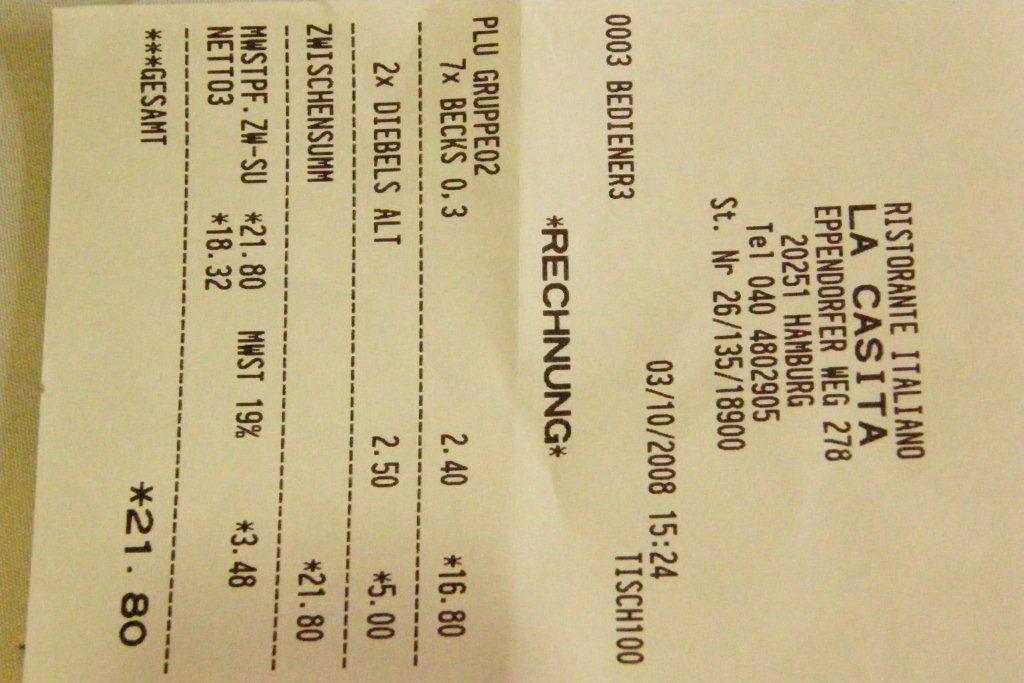 RISTORANTE ITALIANO
LA CASITA
EPPENDORFER WEG 278
20251 HAMBURG
Tel 040 4802905
St. Nr 26/135/18900
03/10/2008 15:24
0003 BEDIENER3 TISCH100
*RECHNUNG*
PLU GRUPPE02
7x BECKS 0,3 2.40 *16.80
2x DIEBELS ALT 2.50 *5.00
ZWISCHENSUMM *21.80
MWSTPF.ZW-SU *21.80 MWST 19% *3.48
NETTO3 *18.32
***GESAMT *21.80